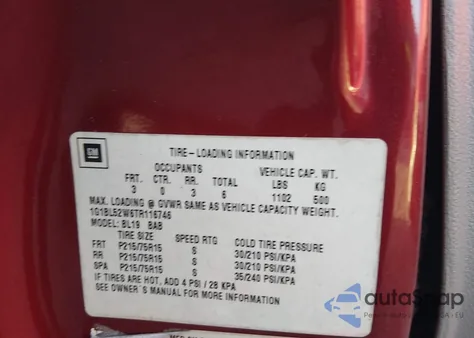 GM
TIRE-LOADING INFORMATION
OCCUPANTS VEHICLE CAP. WT.
FRT. CTR. RR. TOTAL LBS KG
3 0 3 6 1102 500
MAX. LOADING @ GVWR SAME AS VEHICLE CAPACITY WEIGHT.
1G1BL52W6TR116746
MODEL: BL19 BAB
TIRE SIZE SPEED RTG COLD TIRE PRESSURE
FRT P215/75R15 S 30/210 PSI/KPA
RR P215/75R15 S 30/210 PSI/KPA
SPA P215/75R15 S 35/240 PSI/KPA
IF TIRES ARE HOT, ADD 4 PSI / 28 KPA
SEE OWNER'S MANUAL FOR MORE INFORMATION
autoSnap